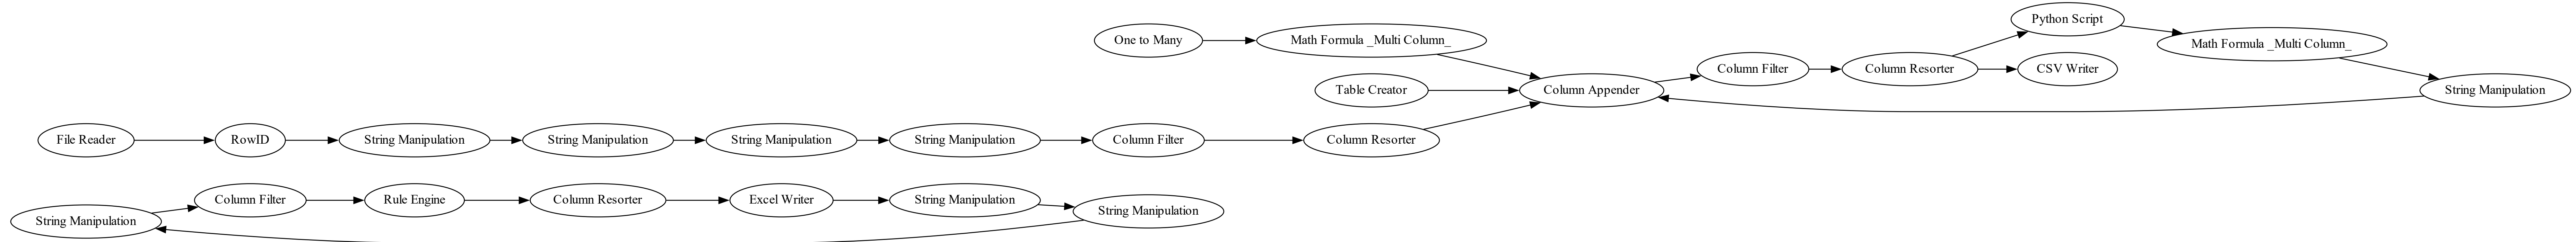 Python Script
One to Many
Math Formula _Multi Column_
Math Formula _Multi Column_
Column Filter
Column Resorter
CSV Writer
Table Creator
Column Appender
String Manipulation
File Reader
RowID
String Manipulation
String Manipulation
String Manipulation
String Manipulation
Column Filter
Column Resorter
Column Filter
Rule Engine
Column Resorter
Excel Writer
String Manipulation
String Manipulation
String Manipulation